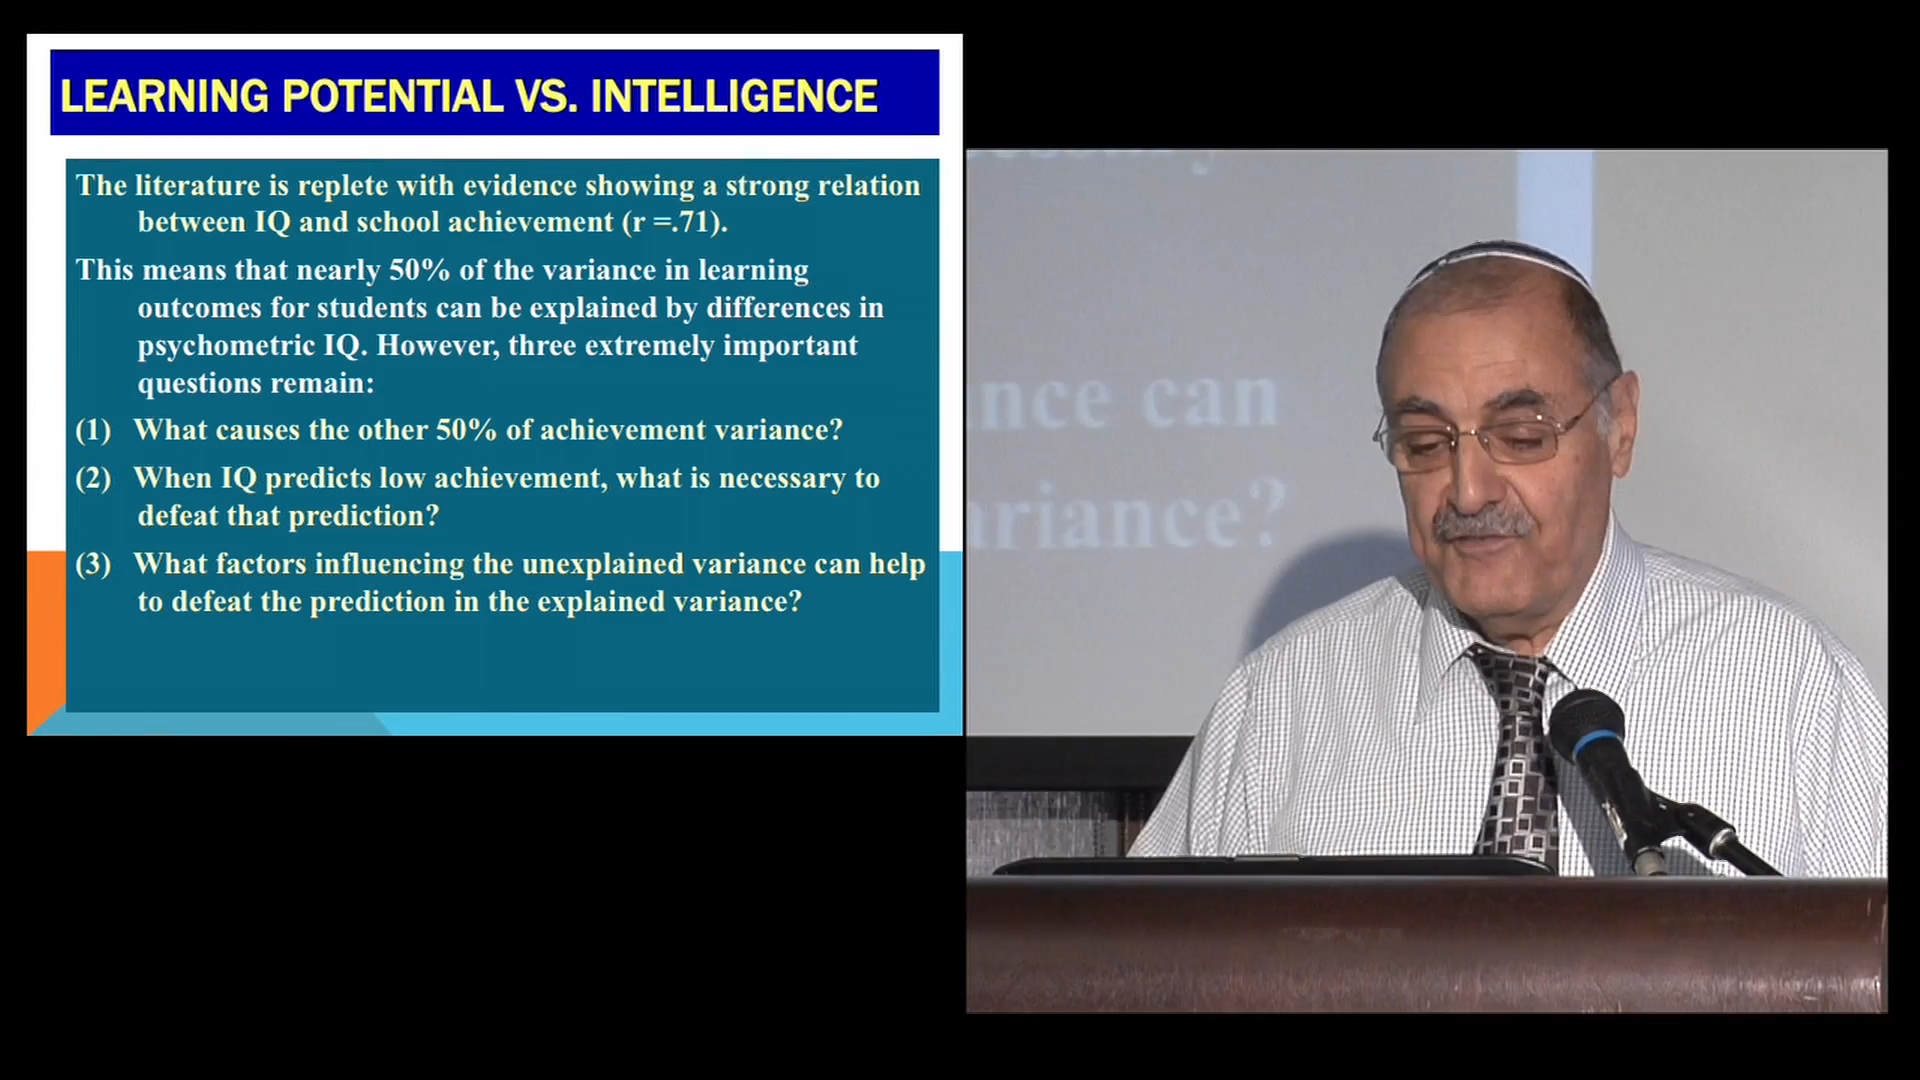 LEARNING POTENTIAL VS. INTELLIGENCE
The literature is replete with evidence showing a strong relation
between IQ and school achievement (r =.71).
This means that nearly 50% of the variance in learning
outcomes for students can be explained by differences in
psychometric IQ. However, three extremely important
questions remain:
(1) What causes the other 50% of achievement variance?
(2) When IQ predicts low achievement, what is necessary to
defeat that prediction?
(3) What factors influencing the unexplained variance can help
to defeat the prediction in the explained variance?
can